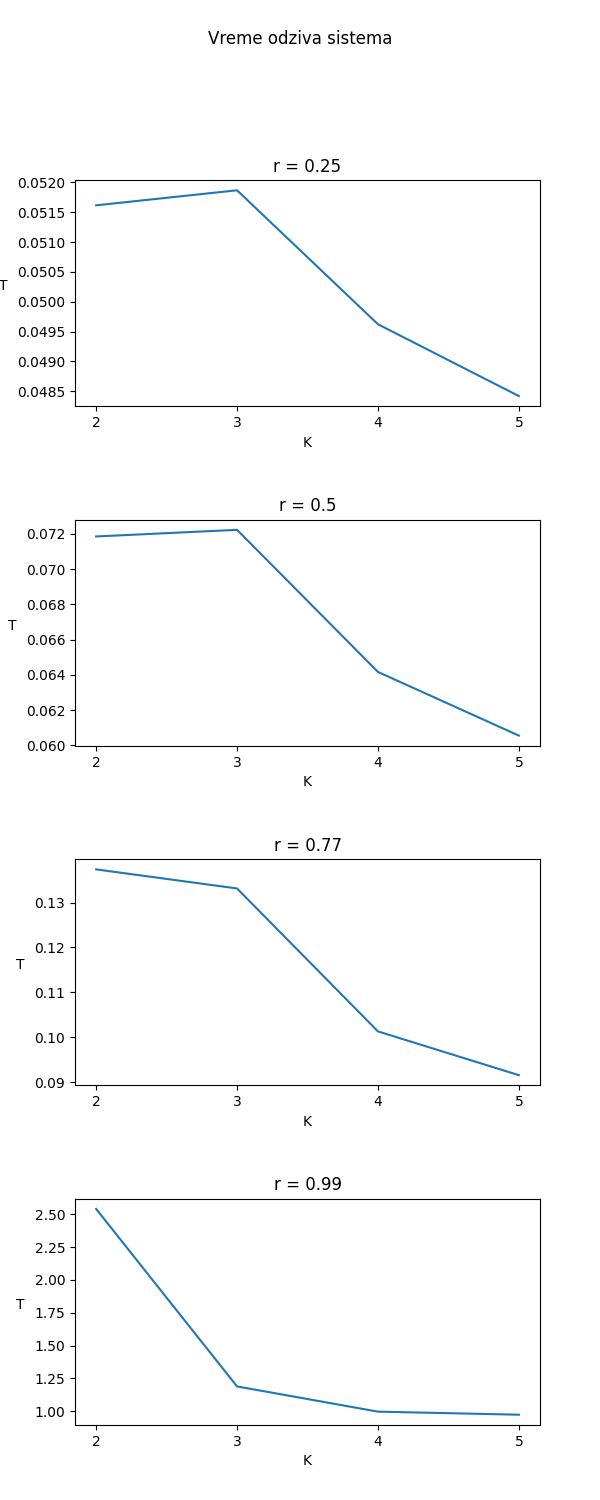 Vreme odziva sistema
r = 0.25
0.0520
0.0515
0.0510
0.0505
T
0.0500
0.0495
0.0490
0.0485
2 3 4 5
K
r = 0.5
0.072
0.070
0.068
T
0.066
0.064
0.062
0.060
2 3 4 5
K
r = 0.77
0.13
0.12
T
0.11
0.10
0.09
2 3 4 5
K
r = 0.99
2.50
2.25
2.00
T
1.75
1.50
1.25
1.00
2 3 4 5
K